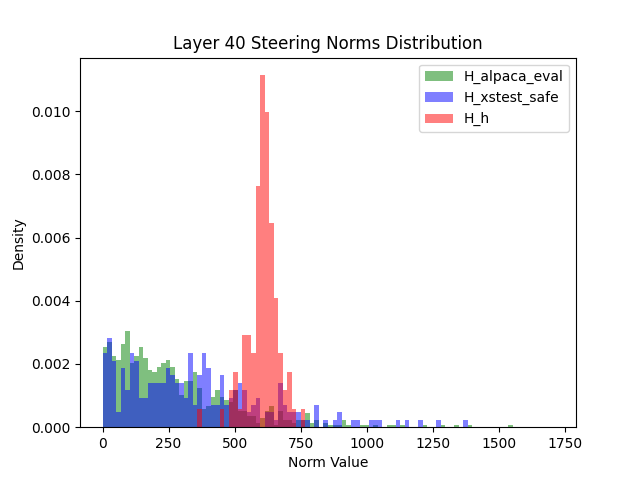 Layer 40 Steering Norms Distribution
H_alpaca_eval
H_xstest_safe
H_h
Density
0.010
0.008
0.006
0.004
0.002
0.000
0
250
500
750
1000
1250
1500
1750
Norm Value